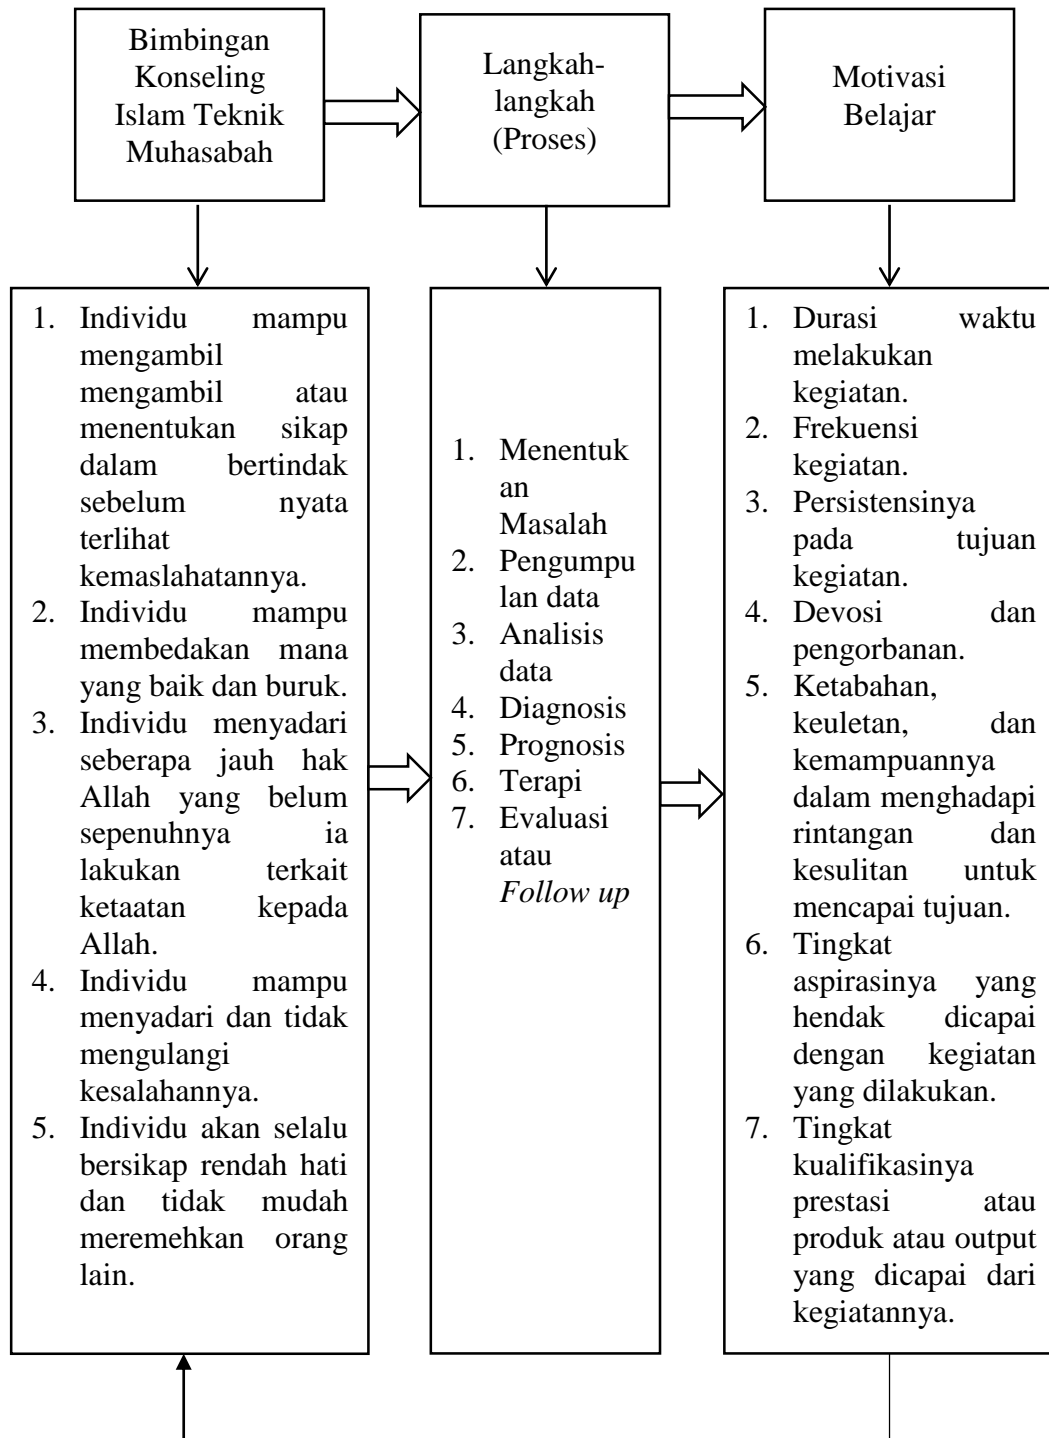 Bimbingan
Konseling
Islam Teknik
Muhasabah
Langkah-
langkah
(Proses)
Motivasi
Belajar
1. Individu mampu
mengambil
mengambil atau
menentukan sikap
dalam bertindak
sebelum nyata
terlihat
kemaslahatannya.
2. Individu mampu
membedakan mana
yang baik dan buruk.
3. Individu menyadari
seberapa jauh hak
Allah yang belum
sepenuhnya ia
lakukan terkait
ketaatan kepada
Allah.
4. Individu mampu
menyadari dan tidak
mengulangi
kesalahannya.
5. Individu akan selalu
bersikap rendah hati
dan tidak mudah
meremehkan orang
lain.
1. Menentuk
an
Masalah
2. Pengumpu
lan data
3. Analisis
data
4. Diagnosis
5. Prognosis
6. Terapi
7. Evaluasi
atau
Follow up
1. Durasi waktu
melakukan
kegiatan.
2. Frekuensi
kegiatan.
3. Persistensinya
pada tujuan
kegiatan.
4. Devosi dan
pengorbanan.
5. Ketabahan,
keuletan, dan
kemampuannya
dalam menghadapi
rintangan dan
kesulitan untuk
mencapai tujuan.
6. Tingkat
aspirasinya yang
hendak dicapai
dengan kegiatan
yang dilakukan.
7. Tingkat
kualifikasinya
prestasi atau
produk atau output
yang dicapai dari
kegiatannya.